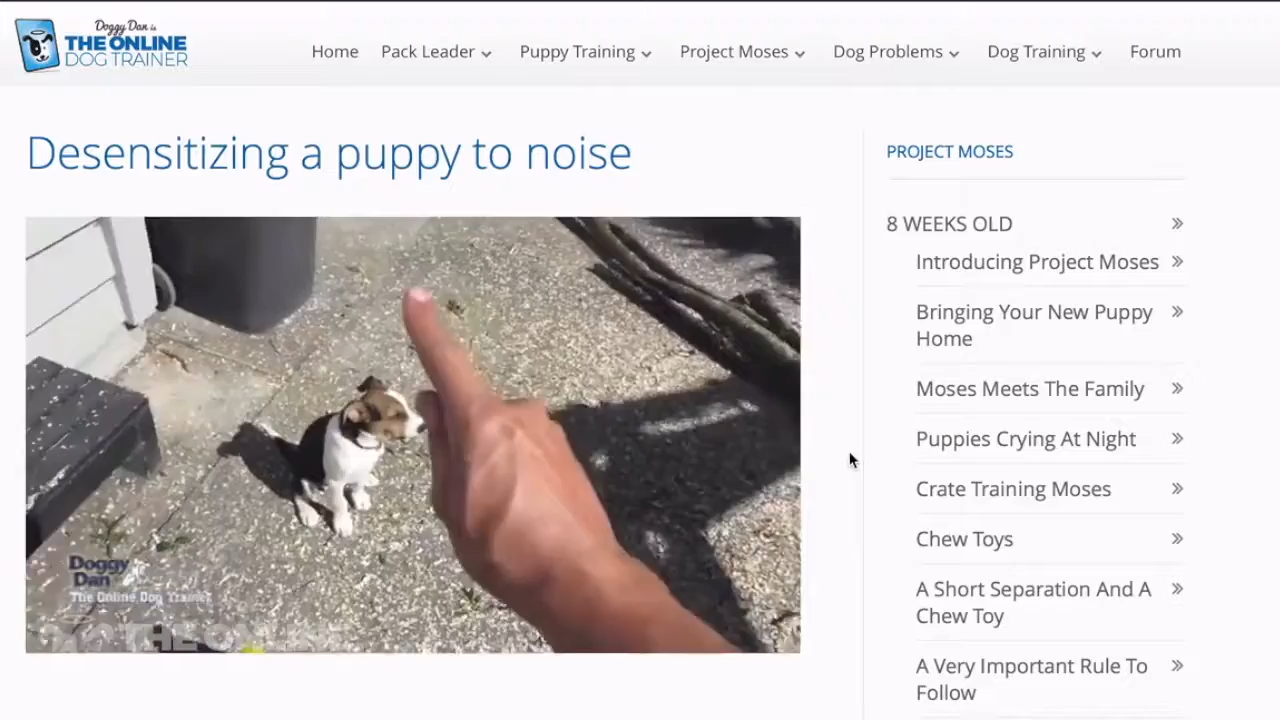 Doggy Dan is
THE ONLINE
DOG TRAINER
Home
Pack Leader
Puppy Training
Project Moses
Dog Problems
Dog Training
Forum
Desensitizing a puppy to noise
Doggy
Dan
The Online Dog Trainer
THE ONLINE
PROJECT MOSES
8 WEEKS OLD
Introducing Project Moses
Bringing Your New Puppy
Home
Moses Meets The Family
Puppies Crying At Night
Crate Training Moses
Chew Toys
A Short Separation And A
Chew Toy
A Very Important Rule To
Follow